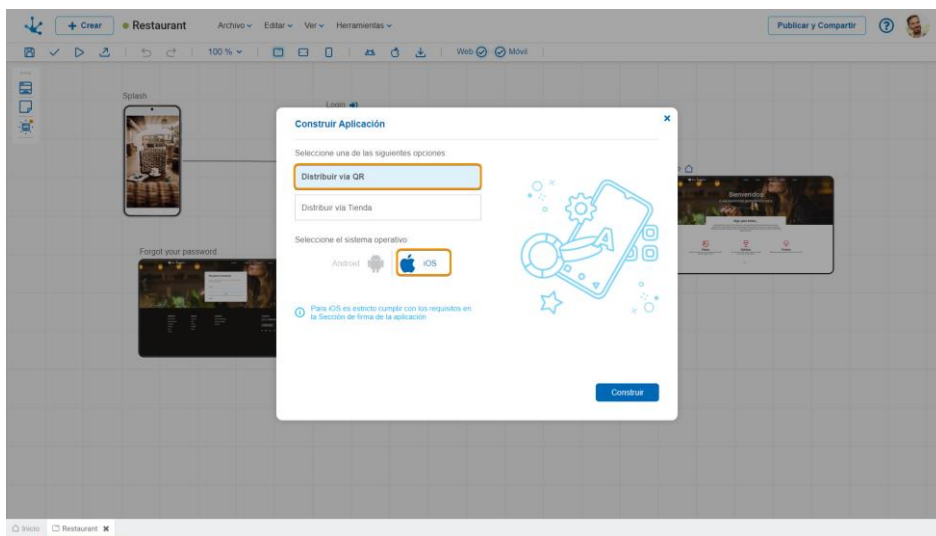 + Crear
Restaurant
Archivo
Editar
Ver
Herramientas
Publicar y Compartir
?
100 %
Web
Móvil
Splash
Login
Construir Aplicación
Seleccione una de las siguientes opciones:
Distribuir via QR
Distribuir via Tienda
Seleccione el sistema operativo
Android
iOS
Para iOS es estricto cumplir con los requisitos en
la Sección de firma de la aplicación
Construir
Bienvenidos
Forgot your password
Inicio
Restaurant